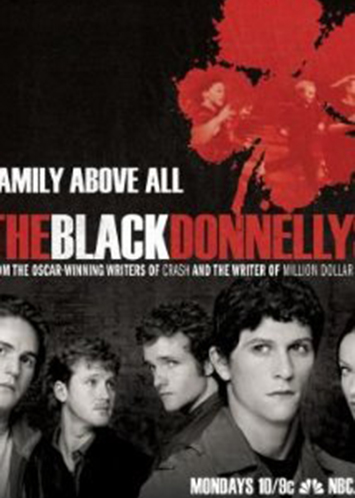 AMILY ABOVE ALL
THEBLACKDONNELLY
OM THE OSCAR-WINNING WRITERS OF CRASH AND THE WRITER OF MILLION DOLLAR
MONDAYS 10/9c NBC